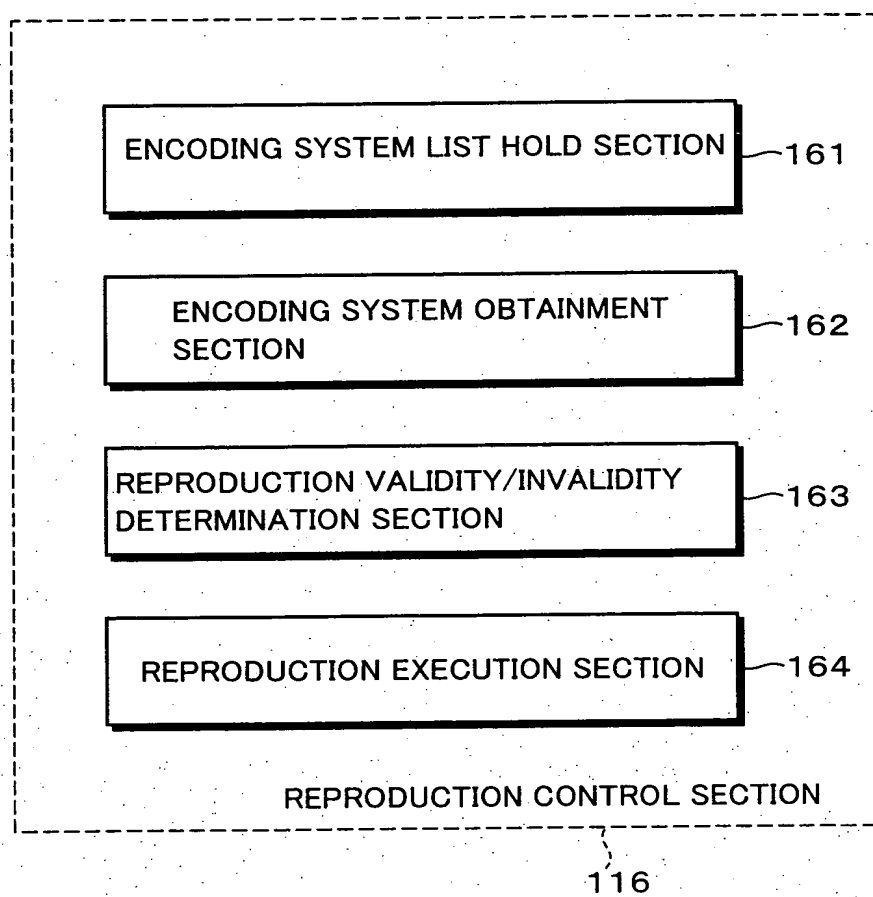 ENCODING SYSTEM LIST HOLD SECTION
161
ENCODING SYSTEM OBTAINMENT
SECTION
162
REPRODUCTION VALIDITY/INVALIDITY
DETERMINATION SECTION
163
REPRODUCTION EXECUTION SECTION
164
REPRODUCTION CONTROL SECTION
116